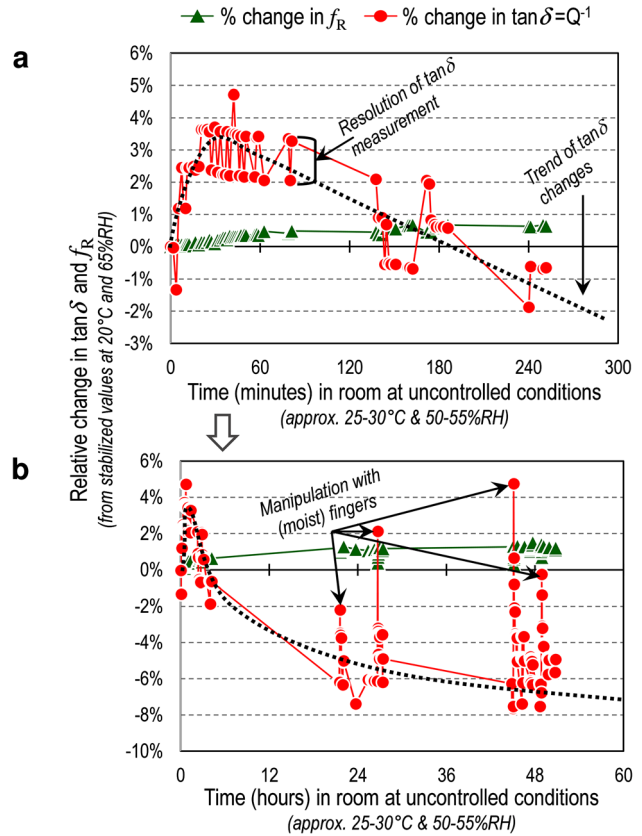 % change in fR % change in tanδ=Q-1
a
6%
5%
4%
3%
2%
1%
0%
-1%
-2%
-3%
Resolution of tanδ
measurement
Trend of tanδ
changes
0 60 120 180 240 300
Time (minutes) in room at uncontrolled conditions
(approx. 25-30°C & 50-55%RH)
Relative change in tanδ and fR
(from stabilized values at 20°C and 65%RH)
b
6%
4%
2%
0%
-2%
-4%
-6%
-8%
-10%
Manipulation with
(moist) fingers
0 12 24 36 48 60
Time (hours) in room at uncontrolled conditions
(approx. 25-30°C & 50-55%RH)